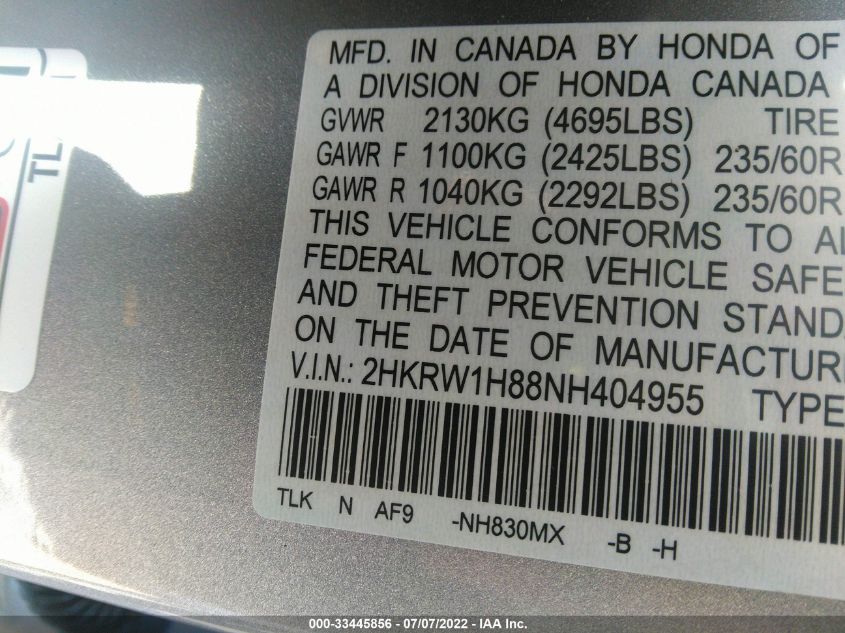 MFD. IN CANADA BY HONDA OF
A DIVISION OF HONDA CANADA
GVWR 2130KG (4695LBS) TIRE
GAWR F 1100KG (2425LBS) 235/60R
GAWR R 1040KG (2292LBS) 235/60R
THIS VEHICLE CONFORMS TO AL
FEDERAL MOTOR VEHICLE SAFE
AND THEFT PREVENTION STAND
ON THE DATE OF MANUFACTUR
V.I.N.: 2HKRW1H88NH404955 TYPE
TLK N AF9 -NH830MX -B -H
TL
000-33445856 - 07/07/2022 - IAA Inc.